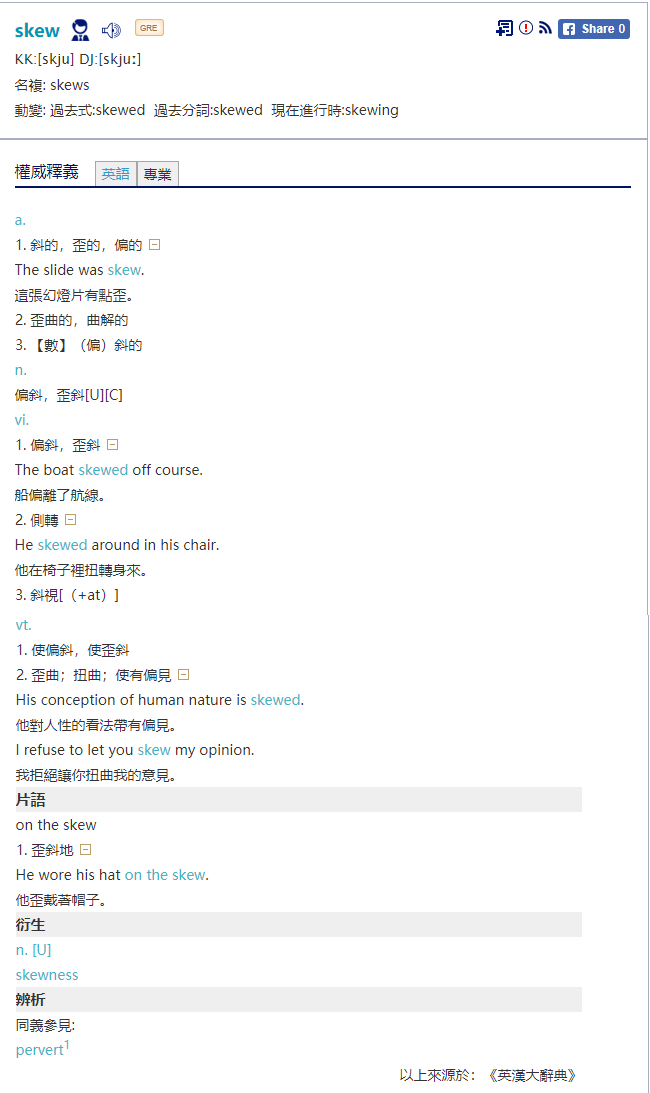 skew GRE Share 0
KK:[skju] DJ:[skju:]
名複: skews
動變: 過去式:skewed 過去分詞:skewed 現在進行時:skewing
權威釋義 英語 專業
a.
1. 斜的，歪的，偏的
The slide was skew.
這張幻燈片有點歪。
2. 歪曲的，曲解的
3. 【數】（偏）斜的
n.
偏斜，歪斜[U][C]
vi.
1. 偏斜，歪斜
The boat skewed off course.
船偏離了航線。
2. 側轉
He skewed around in his chair.
他在椅子裡扭轉身來。
3. 斜視[（+at）]
vt.
1. 使偏斜，使歪斜
2. 歪曲；扭曲；使有偏見
His conception of human nature is skewed.
他對人性的看法帶有偏見。
I refuse to let you skew my opinion.
我拒絕讓你扭曲我的意見。
片語
on the skew
1. 歪斜地
He wore his hat on the skew.
他歪戴著帽子。
衍生
n. [U]
skewness
辨析
同義參見:
pervert1
以上來源於：《英漢大辭典》